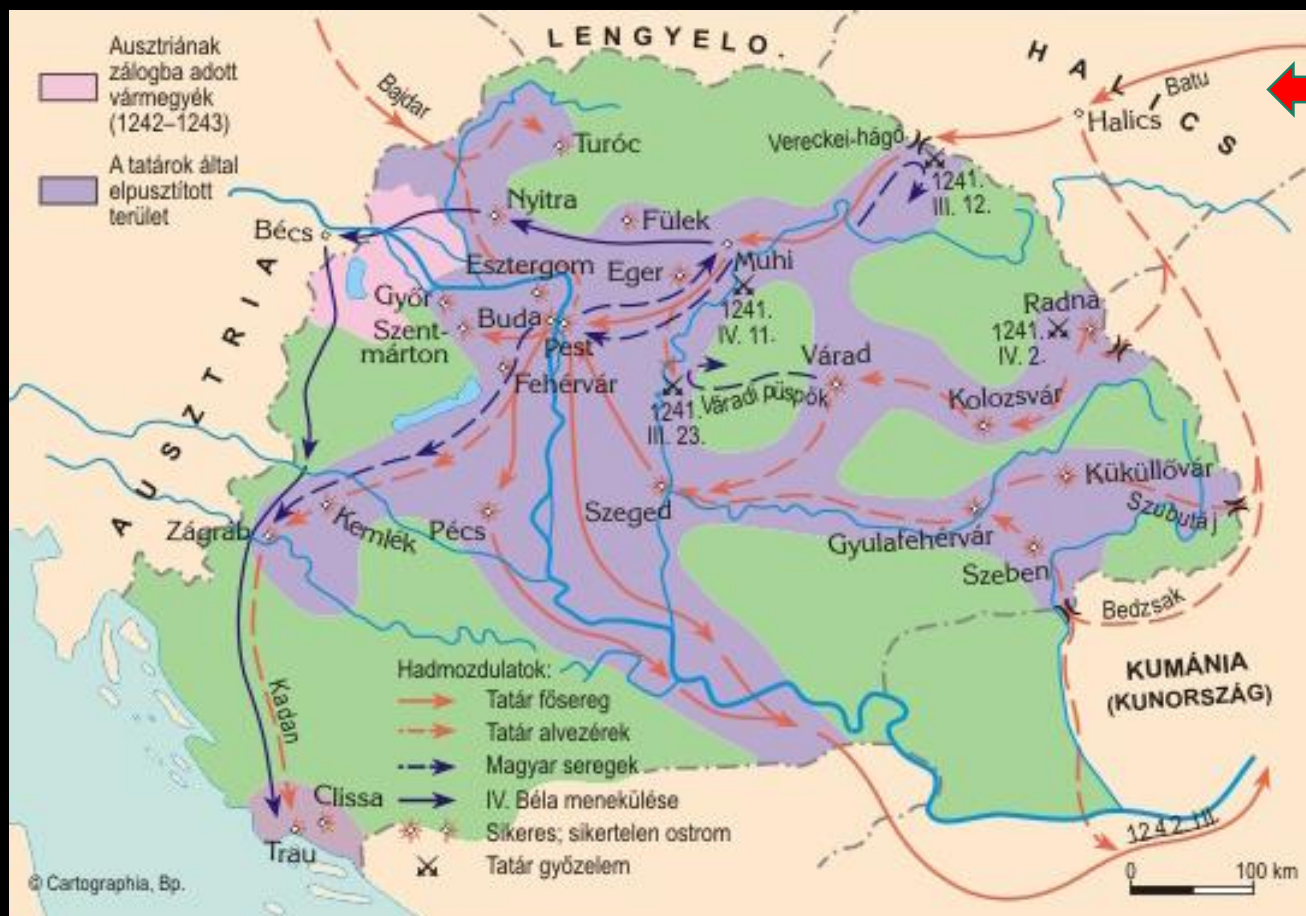 Ausztriának
zálogba adott
vármegyék
(1242–1243)
A tatárok által
elpusztított
terület
LENGYELO.
HALICS
Batu
Halics
Bajdar
Turóc
Vereckei-hágó
1241.
III. 12.
Nyitra
Fülek
Bécs
Esztergom
Eger
Muhi
Győr
Buda
1241.
IV. 11.
Radna
1241.
IV. 2.
Szent-
márton
Pest
Várad
Fehérvár
Váradi püspök
Kolozsvár
1241.
III. 23.
AUSZTRIA
Küküllővár
Szubutáj
Zágráb
Kemlék
Pécs
Szeged
Gyulafehérvár
Szeben
Bedzsak
KUMÁNIA
(KUNORSZÁG)
Kadan
Hadmozdulatok:
Tatár fősereg
Tatár alvezérek
Magyar seregek
IV. Béla menekülése
Sikeres; sikertelen ostrom
Tatár győzelem
Clissa
Trau
1242. III.
0 100 km
© Cartographia, Bp.